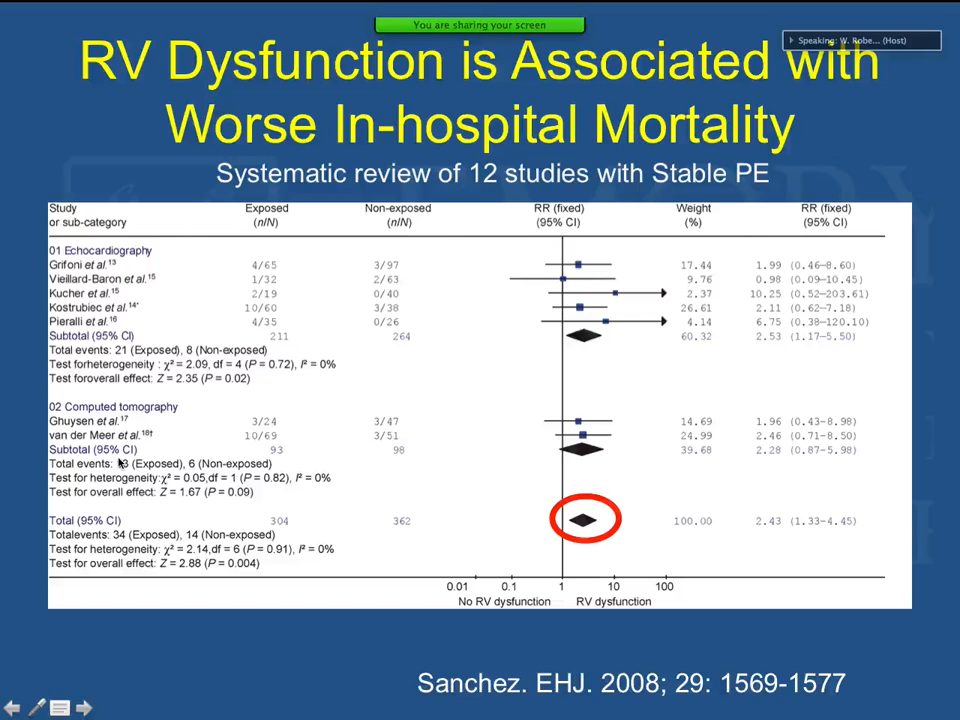 You are sharing your screen
Speaking: W. Robe... (Host)
RV Dysfunction is Associated with
Worse In-hospital Mortality
Systematic review of 12 studies with Stable PE
Study Exposed Non-exposed RR (fixed) Weight RR (fixed)
or sub-category (n/N) (n/N) (95% CI) (%) (95% CI)
01 Echocardiography
Grifoni et al.¹³ 4/65 3/97 17.44 1.99 (0.46–8.60)
Vieillard-Baron et al.¹⁵ 1/32 2/63 9.76 0.98 (0.09–10.45)
Kucher et al.¹⁵ 2/19 0/40 2.37 10.25 (0.52–203.61)
Kostrubiec et al.¹⁴* 10/60 3/38 26.61 2.11 (0.62–7.18)
Pieralli et al.¹⁶ 4/35 0/26 4.14 6.75 (0.38–120.10)
Subtotal (95% CI) 211 264 60.32 2.53 (1.17–5.50)
Total events: 21 (Exposed), 8 (Non-exposed)
Test forheterogeneity : χ² = 2.09, df = 4 (P = 0.72), I² = 0%
Test foroverall effect: Z = 2.35 (P = 0.02)
02 Computed tomography
Ghuysen et al.¹⁷ 3/24 3/47 14.69 1.96 (0.43–8.98)
van der Meer et al.¹⁸† 10/69 3/51 24.99 2.46 (0.71–8.50)
Subtotal (95% CI) 93 98 39.68 2.28 (0.87–5.98)
Total events: (Exposed), 6 (Non-exposed)
Test for heterogeneity:χ² = 0.05,df = 1 (P = 0.82), I² = 0%
Test for overall effect: Z = 1.67 (P = 0.09)
Total (95% CI) 304 362 100.00 2.43 (1.33–4.45)
Totalevents: 34 (Exposed), 14 (Non-exposed)
Test for heterogeneity: χ² = 2.14,df = 6 (P = 0.91), I² = 0%
Test for overall effect: Z = 2.88 (P = 0.004)
0.01 0.1 1 10 100
No RV dysfunction RV dysfunction
Sanchez. EHJ. 2008; 29: 1569-1577